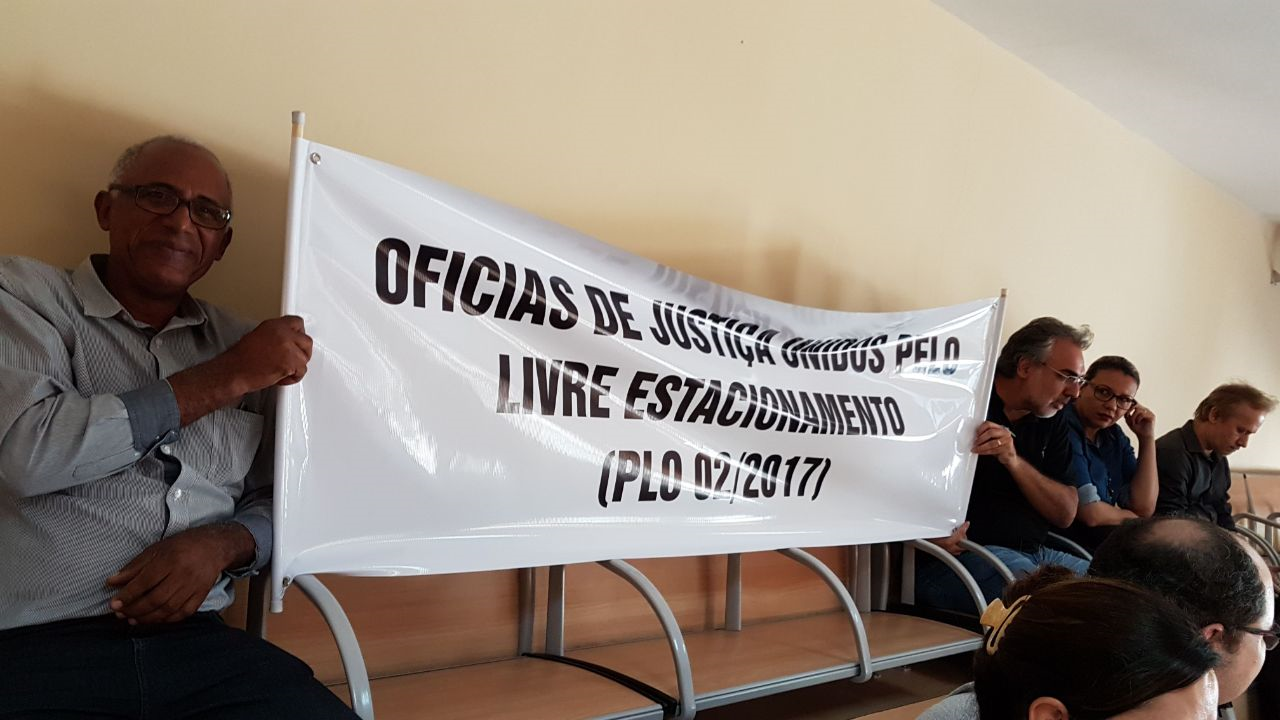 OFICIAS DE JUSTIÇA UNIDOS PELO
LIVRE ESTACIONAMENTO
(PLO 02/2017)